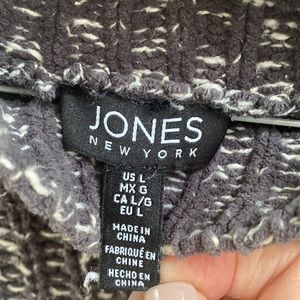 JONES
NEW YORK
US L
MX G
CA L/G
EU L
MADE IN
CHINA
FABRIQUÉ EN
CHINE
HECHO EN
CHINA